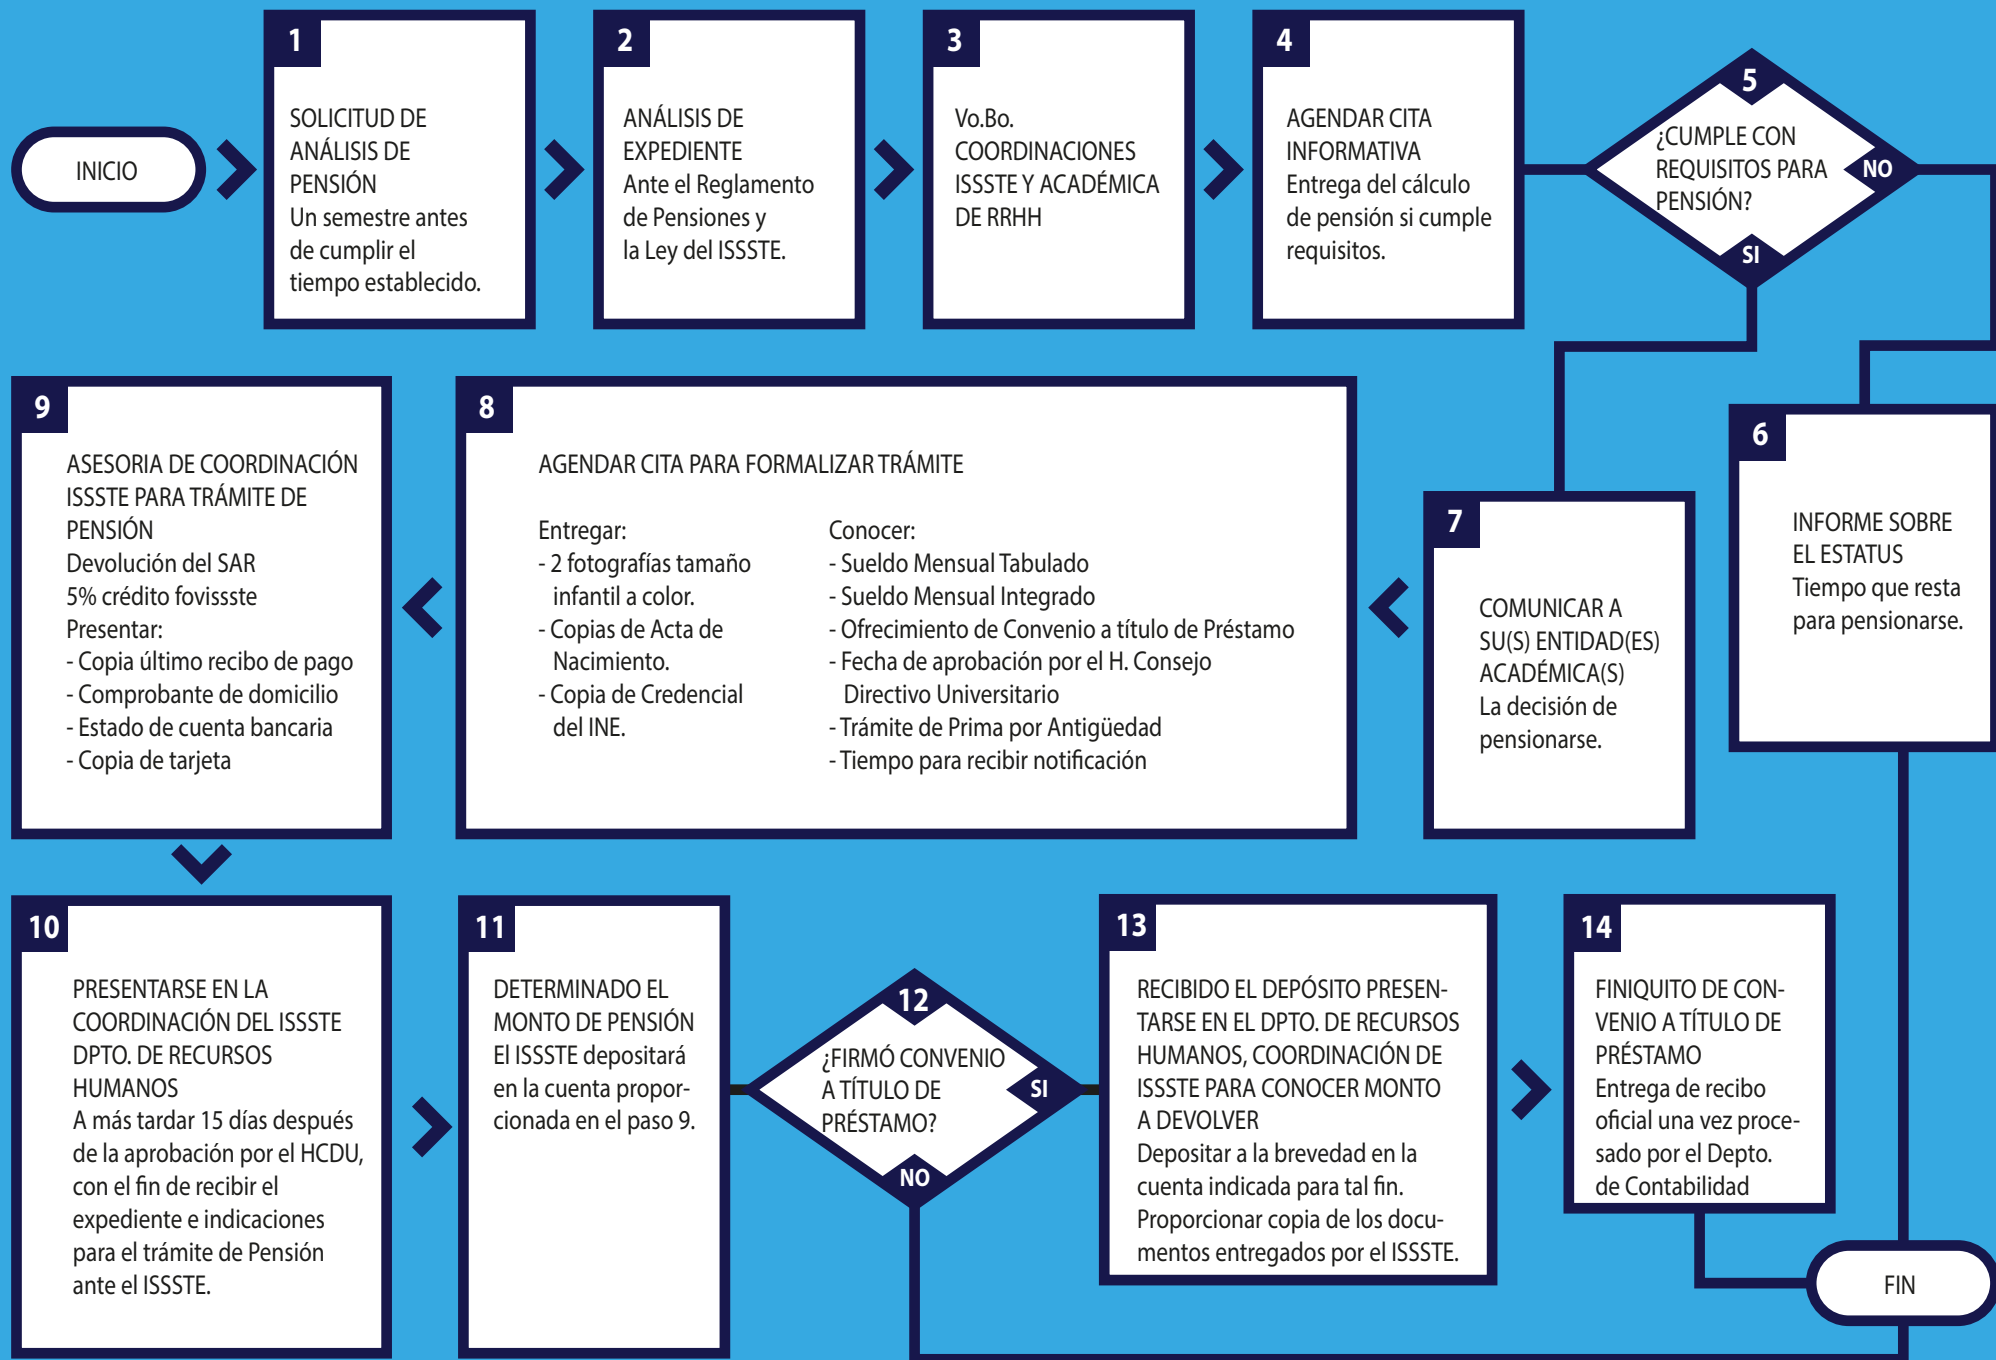 INICIO
1
SOLICITUD DE
ANÁLISIS DE
PENSIÓN
Un semestre antes
de cumplir el
tiempo establecido.
2
ANÁLISIS DE
EXPEDIENTE
Ante el Reglamento
de Pensiones y
la Ley del ISSSTE.
3
Vo.Bo.
COORDINACIONES
ISSSTE Y ACADÉMICA
DE RRHH
4
AGENDAR CITA
INFORMATIVA
Entrega del cálculo
de pensión si cumple
requisitos.
5
¿CUMPLE CON
REQUISITOS PARA
PENSIÓN?
NO
SI
6
INFORME SOBRE
EL ESTATUS
Tiempo que resta
para pensionarse.
7
COMUNICAR A
SU(S) ENTIDAD(ES)
ACADÉMICA(S)
La decisión de
pensionarse.
8
AGENDAR CITA PARA FORMALIZAR TRÁMITE
Entregar:
- 2 fotografías tamaño
infantil a color.
- Copias de Acta de
Nacimiento.
- Copia de Credencial
del INE.
Conocer:
- Sueldo Mensual Tabulado
- Sueldo Mensual Integrado
- Ofrecimiento de Convenio a título de Préstamo
- Fecha de aprobación por el H. Consejo
Directivo Universitario
- Trámite de Prima por Antigüedad
- Tiempo para recibir notificación
9
ASESORIA DE COORDINACIÓN
ISSSTE PARA TRÁMITE DE
PENSIÓN
Devolución del SAR
5% crédito fovissste
Presentar:
- Copia último recibo de pago
- Comprobante de domicilio
- Estado de cuenta bancaria
- Copia de tarjeta
10
PRESENTARSE EN LA
COORDINACIÓN DEL ISSSTE
DPTO. DE RECURSOS
HUMANOS
A más tardar 15 días después
de la aprobación por el HCDU,
con el fin de recibir el
expediente e indicaciones
para el trámite de Pensión
ante el ISSSTE.
11
DETERMINADO EL
MONTO DE PENSIÓN
El ISSSTE depositará
en la cuenta propor-
cionada en el paso 9.
12
¿FIRMÓ CONVENIO
A TÍTULO DE
PRÉSTAMO?
SI
NO
13
RECIBIDO EL DEPÓSITO PRESEN-
TARSE EN EL DPTO. DE RECURSOS
HUMANOS, COORDINACIÓN DE
ISSSTE PARA CONOCER MONTO
A DEVOLVER
Depositar a la brevedad en la
cuenta indicada para tal fin.
Proporcionar copia de los docu-
mentos entregados por el ISSSTE.
14
FINIQUITO DE CON-
VENIO A TÍTULO DE
PRÉSTAMO
Entrega de recibo
oficial una vez proce-
sado por el Depto.
de Contabilidad
FIN